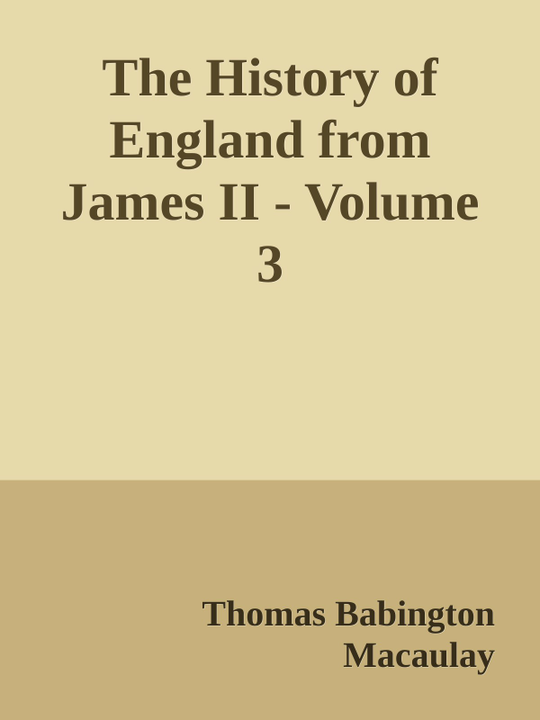 The History of
England from
James II - Volume
3
Thomas Babington
Macaulay